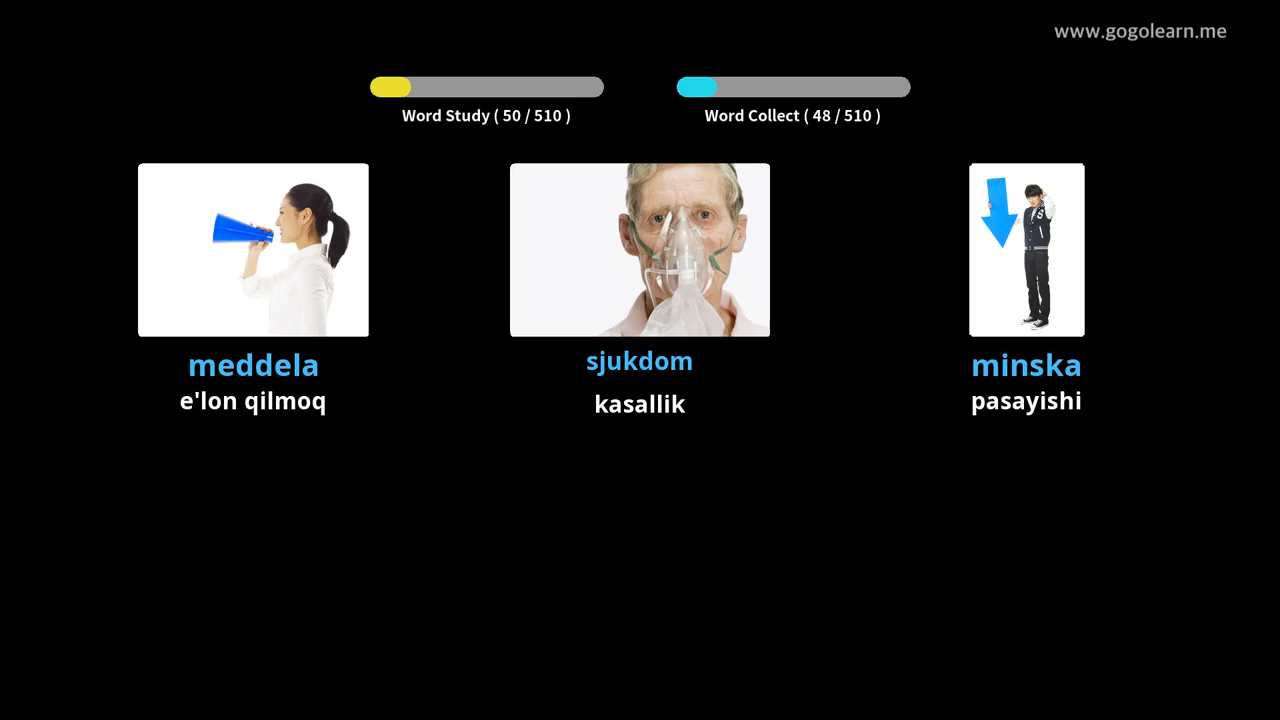 www.gogolearn.me
Word Study ( 50 / 510 )
Word Collect ( 48 / 510 )
meddela
e'lon qilmoq
sjukdom
kasallik
minska
pasayishi
S